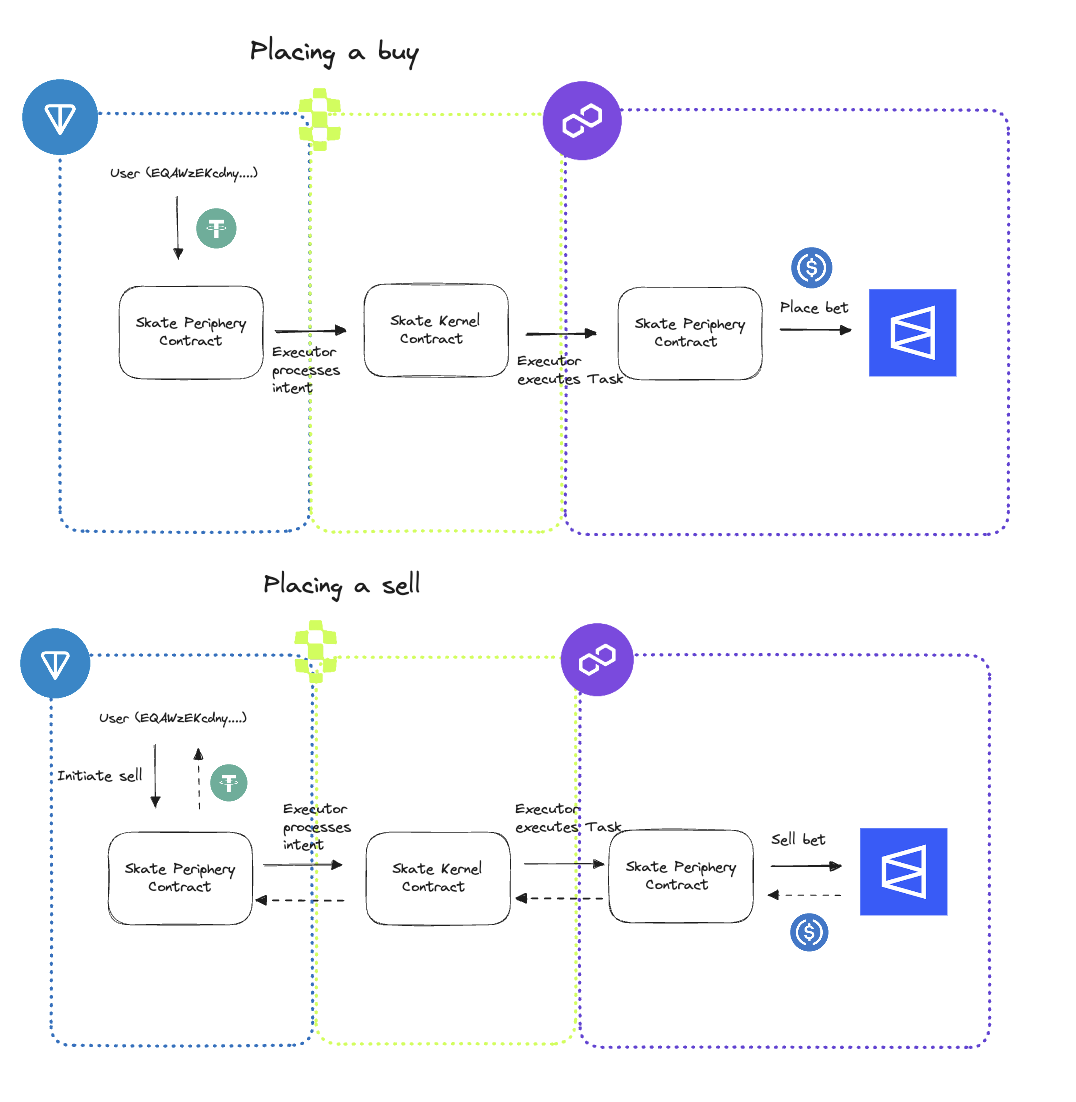 Placing a buy
User (EQAWzEKcdny....)
Skate Periphery
Contract
Executor
processes
intent
Skate Kernel
Contract
Executor
executes Task
Skate Periphery
Contract
Place bet
Placing a sell
User (EQAWzEKcdny....)
Initiate sell
Skate Periphery
Contract
Executor
processes
intent
Skate Kernel
Contract
Executor
executes Task
Skate Periphery
Contract
Sell bet